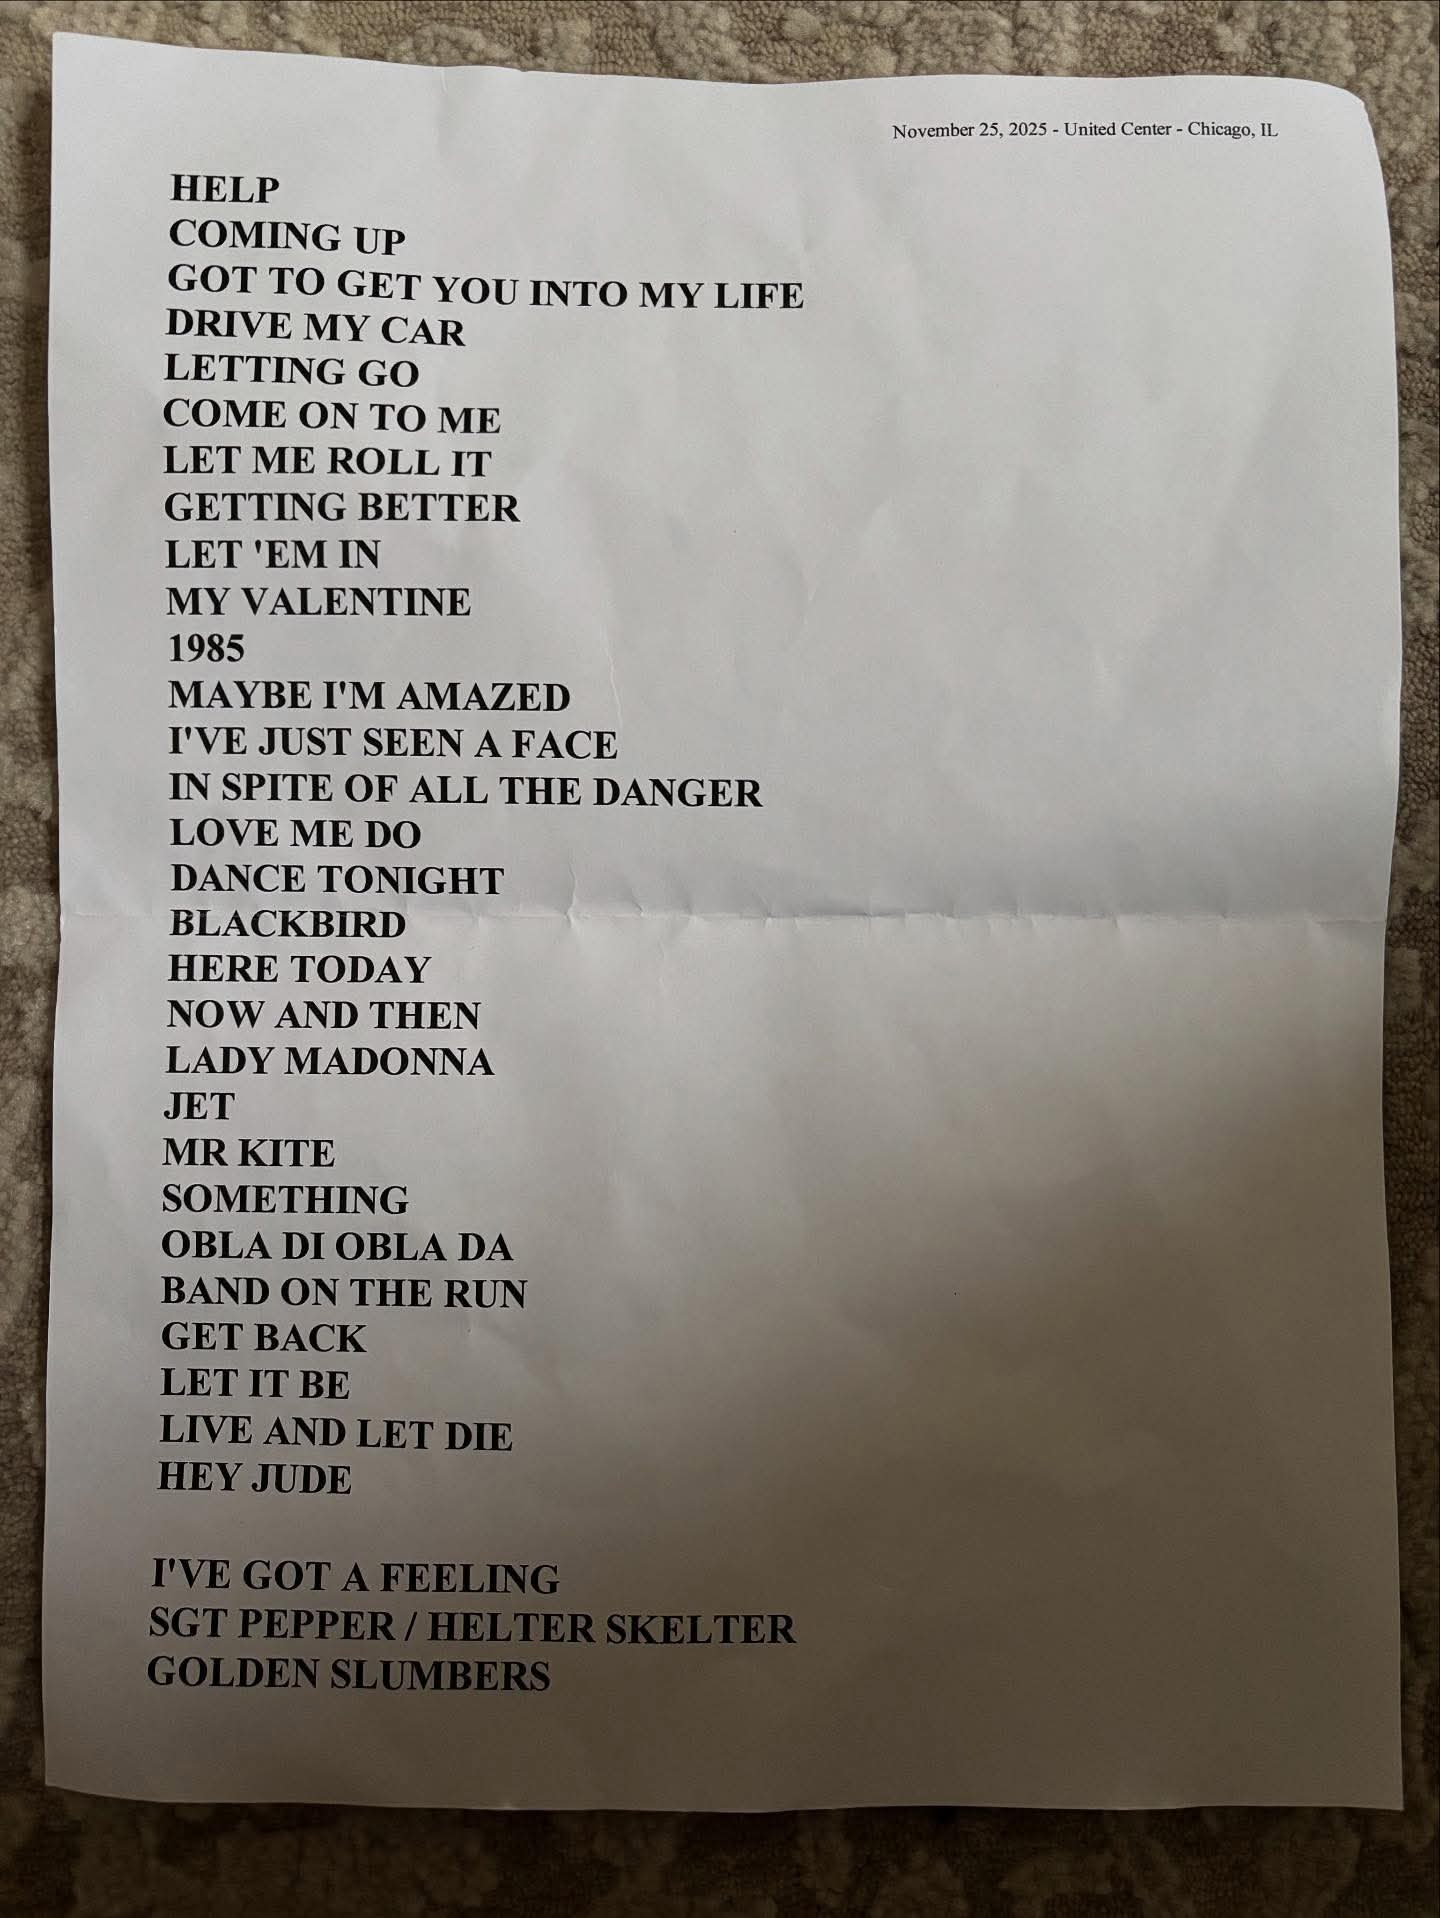 November 25, 2025 - United Center - Chicago, IL
HELP
COMING UP
GOT TO GET YOU INTO MY LIFE
DRIVE MY CAR
LETTING GO
COME ON TO ME
LET ME ROLL IT
GETTING BETTER
LET 'EM IN
MY VALENTINE
1985
MAYBE I'M AMAZED
I'VE JUST SEEN A FACE
IN SPITE OF ALL THE DANGER
LOVE ME DO
DANCE TONIGHT
BLACKBIRD
HERE TODAY
NOW AND THEN
LADY MADONNA
JET
MR KITE
SOMETHING
OBLA DI OBLA DA
BAND ON THE RUN
GET BACK
LET IT BE
LIVE AND LET DIE
HEY JUDE
I'VE GOT A FEELING
SGT PEPPER / HELTER SKELTER
GOLDEN SLUMBERS